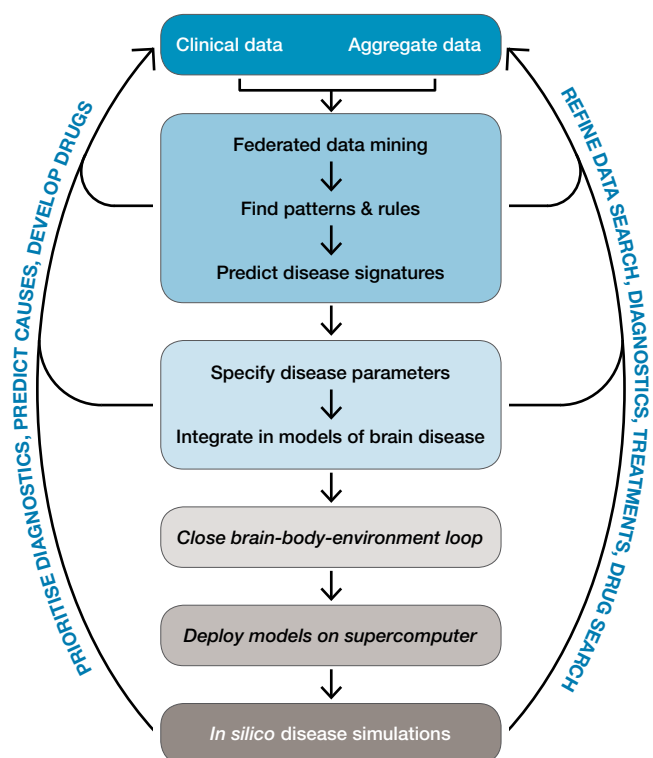 Clinical data
Aggregate data
Federated data mining
Find patterns & rules
Predict disease signatures
Specify disease parameters
Integrate in models of brain disease
Close brain-body-environment loop
Deploy models on supercomputer
In silico disease simulations
PRIORITISE DIAGNOSTICS, PREDICT CAUSES, DEVELOP DRUGS
REFINE DATA SEARCH, DIAGNOSTICS, TREATMENTS, DRUG SEARCH